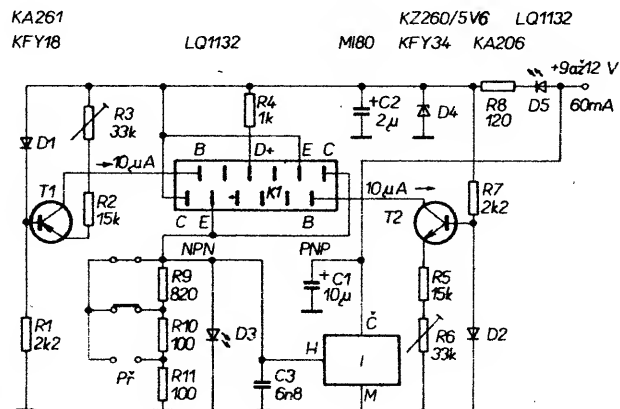 KA261
KZ260/5V6 LQ1132
KFY18
LQ1132
MI80
KFY34 KA206
+9až12 V
60mA
R3
33k
R4
1k
+C2
2µ
D4
R8
120
D5
D1
B
D+
E
C
→10µA
K1
10µA →
T1
R2
15k
R7
2k2
T2
C
E
B
NPN
PNP
R9
820
+C1
10µ
R5
15k
Č
R1
2k2
R10
100
D3
H
I
R6
33k
D2
Př
R11
100
C3
6n8
M